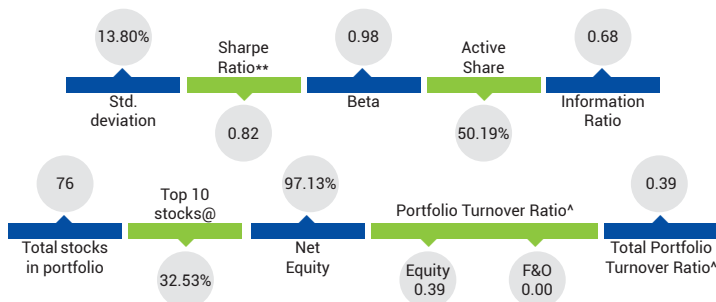 13.80%
Std.
deviation
Sharpe
Ratio**
0.82
0.98
Beta
Active
Share
50.19%
0.68
Information
Ratio
76
Total stocks
in portfolio
Top 10
stocks@
32.53%
97.13%
Net
Equity
Portfolio Turnover Ratio^
Equity
0.39
F&O
0.00
0.39
Total Portfolio
Turnover Ratio^